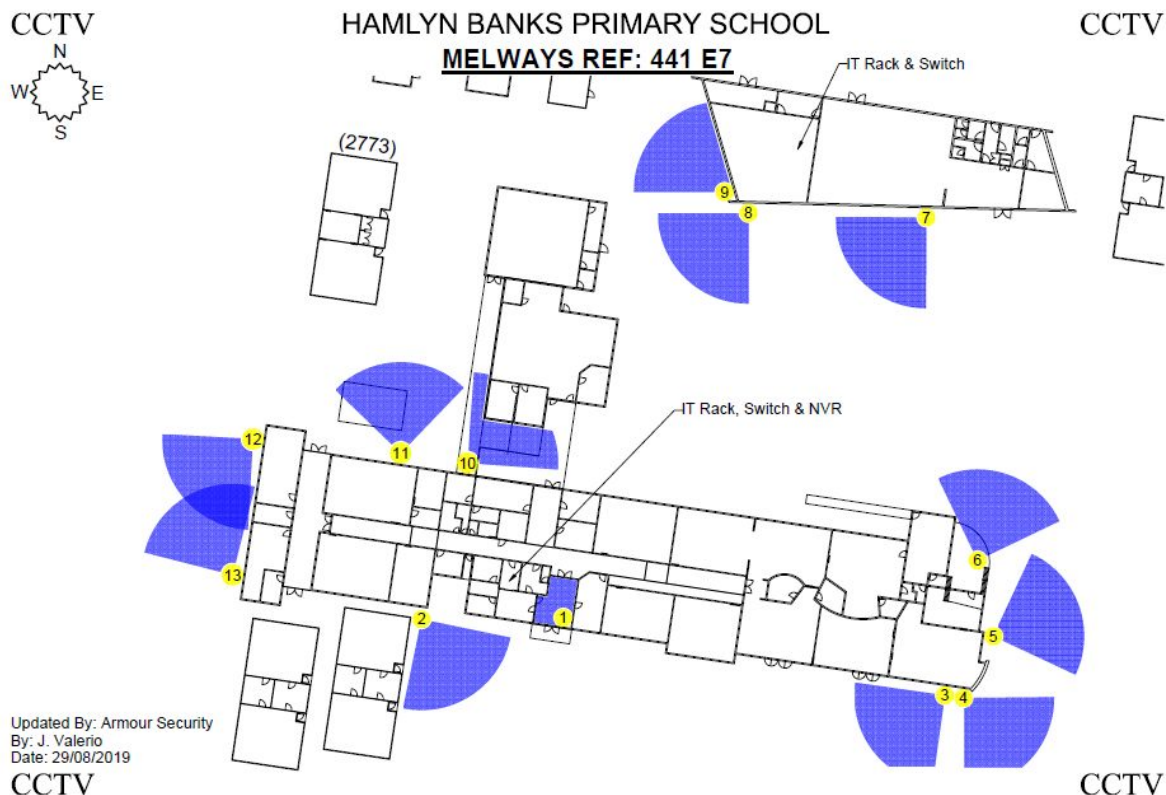 CCTV
HAMLYN BANKS PRIMARY SCHOOL
CCTV
MELWAYS REF: 441 E7
N
W
E
S
IT Rack & Switch
(2773)
9
8
7
IT Rack, Switch & NVR
12
11
10
6
13
2
1
5
3
4
Updated By: Armour Security
By: J. Valerio
Date: 29/08/2019
CCTV
CCTV